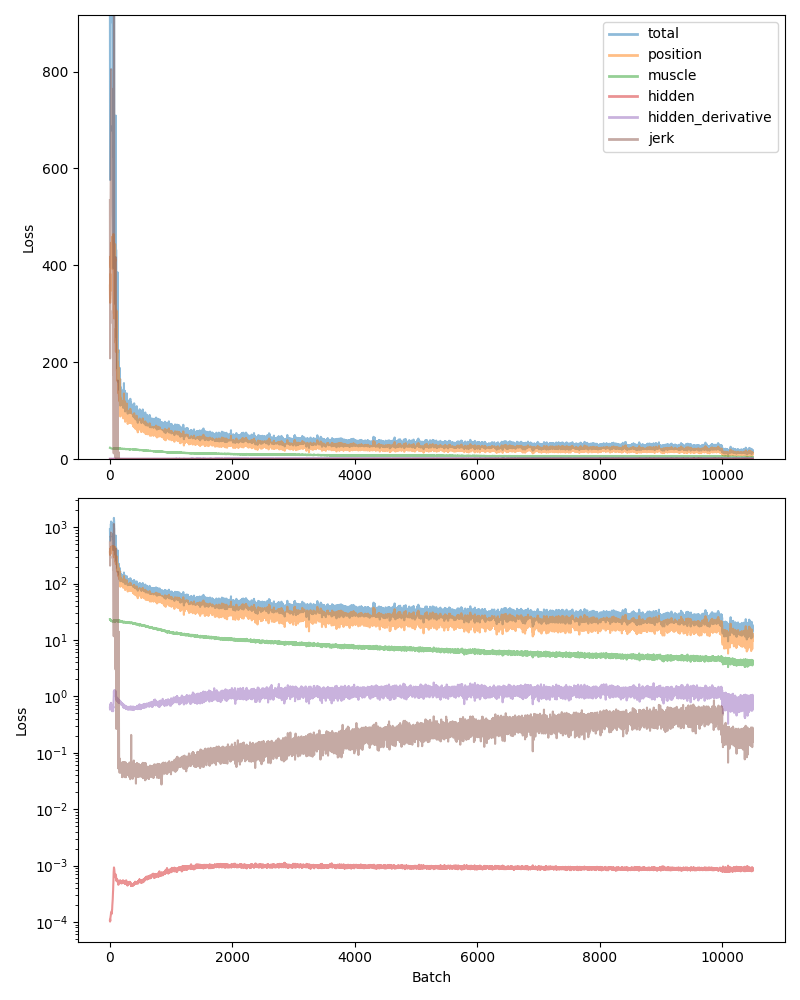 Loss
800
600
400
200
0
total
position
muscle
hidden
hidden_derivative
jerk
0 2000 4000 6000 8000 10000
Loss
10³
10²
10¹
10⁰
10⁻¹
10⁻²
10⁻³
10⁻⁴
0 2000 4000 6000 8000 10000
Batch